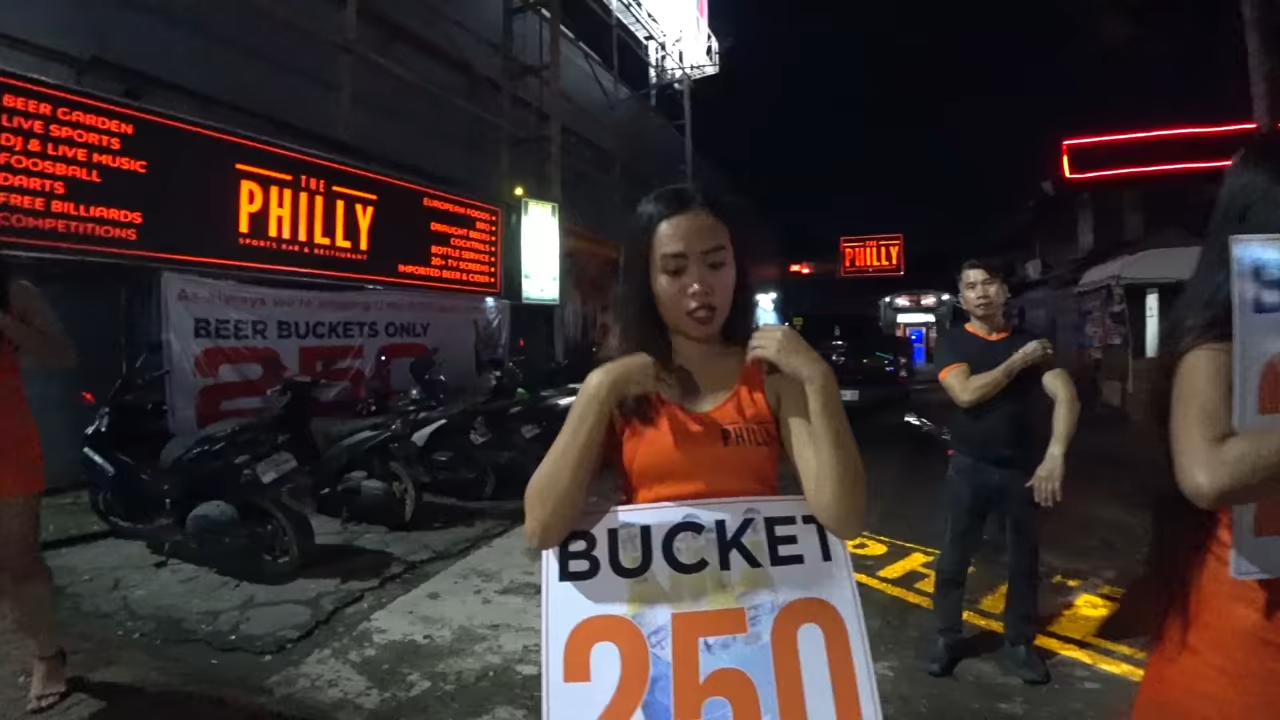 BEER GARDEN
LIVE SPORTS
DJ & LIVE MUSIC
FOOSBALL
DARTS
FREE BILLIARDS
COMPETITIONS
THE
PHILLY
SPORTS BAR & RESTAURANT
EUROPEAN FOODS
BBQ
DRAUGHT BEERS
COCKTAILS
BOTTLE SERVICE
20+ TV SCREENS
IMPORTED BEER & CIDER
BEER BUCKETS ONLY
250
THE
PHILLY
PHILLY
BUCKET
250